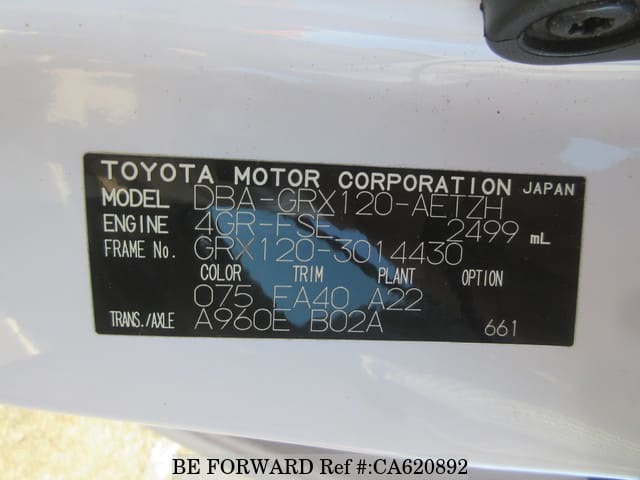 TOYOTA MOTOR CORPORATION JAPAN
MODEL DBA-GRX120-AETZH
ENGINE 4GR-FSE 2499 mL
FRAME No. GRX120-3014430
COLOR TRIM PLANT OPTION
075 EA40 A22
TRANS./AXLE A960E B02A 661
BE FORWARD Ref #:CA620892